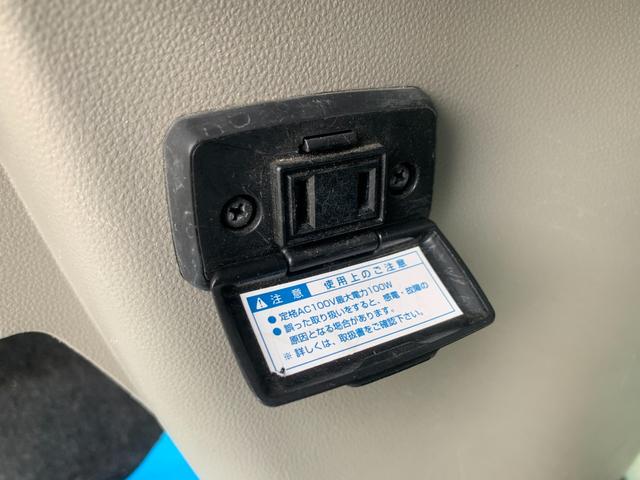 注意 使用上のご注意
● 定格AC100V最大電力100W
● 誤った取り扱いをすると、感電・故障の
原因となる場合があります。
※ 詳しくは、取扱書をご確認下さい。